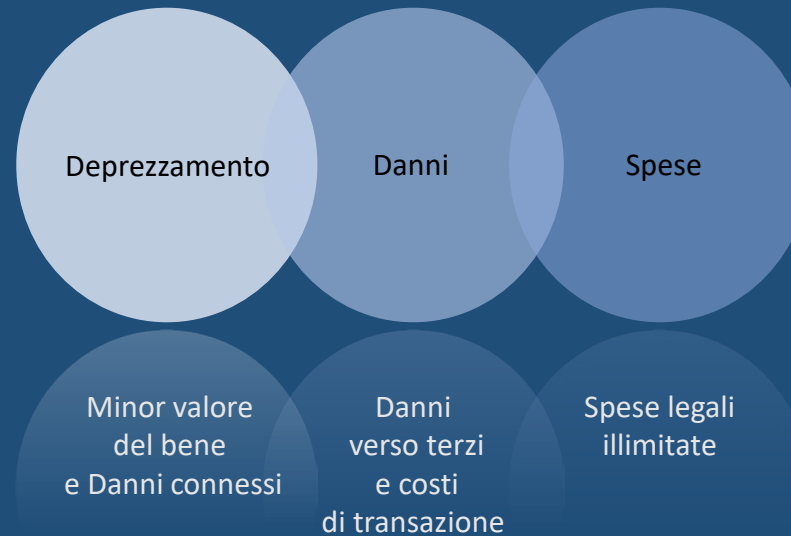 Deprezzamento
Danni
Spese
Minor valore
del bene
e Danni connessi
Danni
verso terzi
e costi
di transazione
Spese legali
illimitate